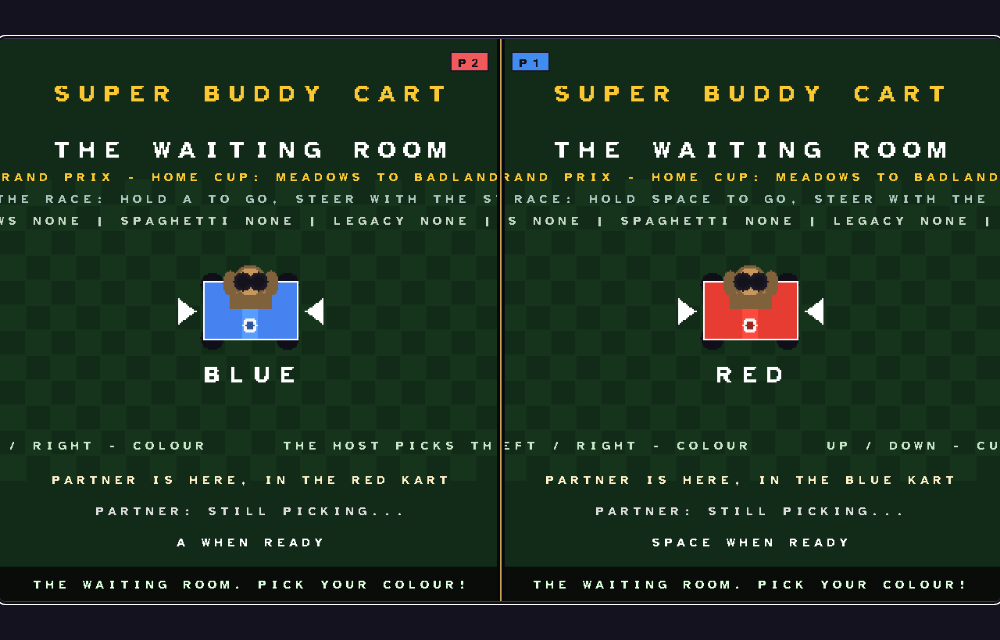 P2
SUPER BUDDY CART
THE WAITING ROOM
RAND PRIX - HOME CUP: MEADOWS TO BADLAND
THE RACE: HOLD A TO GO, STEER WITH THE
WS NONE | SPAGHETTI NONE | LEGACY NONE |
BLUE
/ RIGHT - COLOUR THE HOST PICKS TH
PARTNER IS HERE, IN THE RED KART
PARTNER: STILL PICKING...
A WHEN READY
THE WAITING ROOM. PICK YOUR COLOUR!
P1
SUPER BUDDY CART
THE WAITING ROOM
RAND PRIX - HOME CUP: MEADOWS TO BADLAND
RACE: HOLD SPACE TO GO, STEER WITH THE
S NONE | SPAGHETTI NONE | LEGACY NONE |
RED
EFT / RIGHT - COLOUR UP / DOWN - CU
PARTNER IS HERE, IN THE BLUE KART
PARTNER: STILL PICKING...
SPACE WHEN READY
THE WAITING ROOM. PICK YOUR COLOUR!